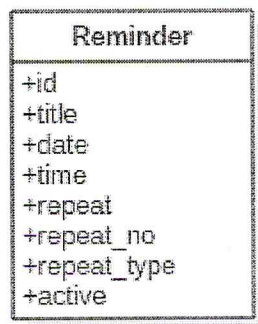 Reminder
+id
+title
+date
+time
+repeat
+repeat_no
+repeat_type
+active